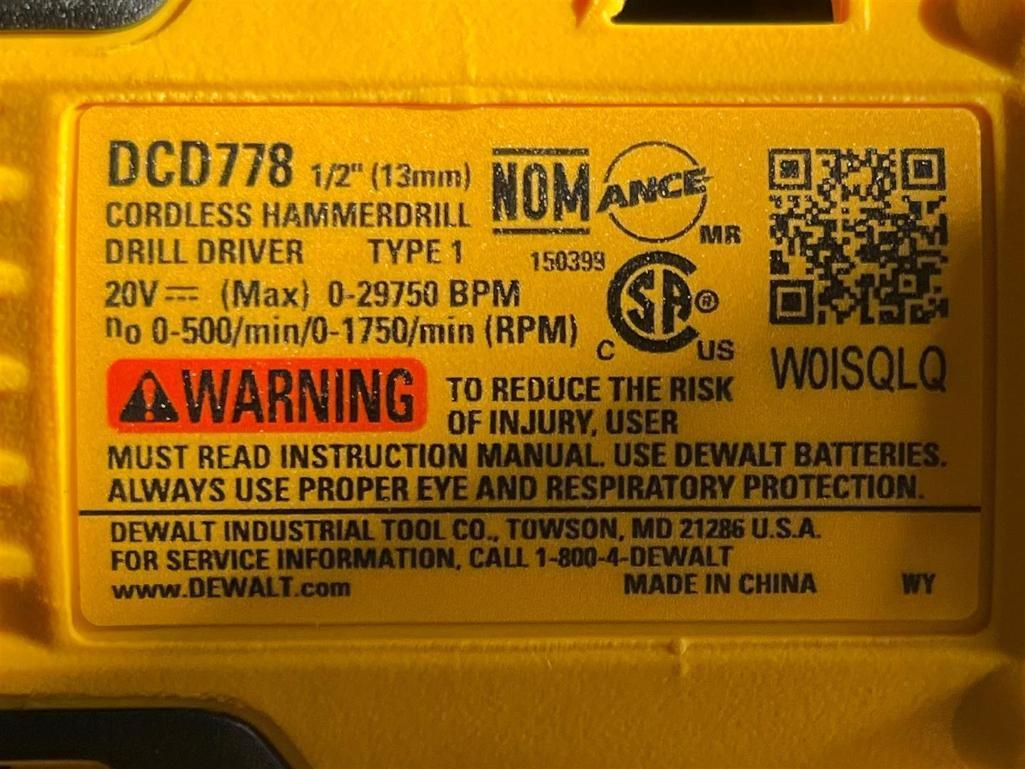 DCD778 1/2" (13mm)
CORDLESS HAMMERDRILL
DRILL DRIVER TYPE 1
20V⎓ (Max) 0-29750 BPM
no 0-500/min/0-1750/min (RPM)
NOM ANCE MR
150399
CSA® C US
W0ISQLQ
⚠WARNING TO REDUCE THE RISK
OF INJURY, USER
MUST READ INSTRUCTION MANUAL. USE DEWALT BATTERIES.
ALWAYS USE PROPER EYE AND RESPIRATORY PROTECTION.
DEWALT INDUSTRIAL TOOL CO., TOWSON, MD 21286 U.S.A.
FOR SERVICE INFORMATION, CALL 1-800-4-DEWALT
www.DEWALT.com MADE IN CHINA WY